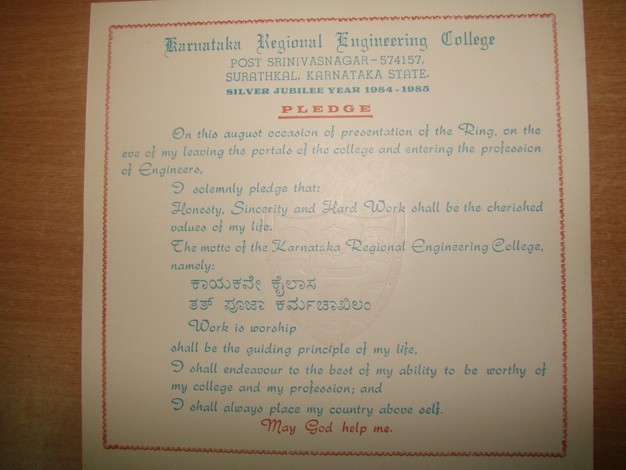 Karnataka Regional Engineering College
POST SRINIVASNAGAR-574157,
SURATHKAL, KARNATAKA STATE.
SILVER JUBILEE YEAR 1984-1985
PLEDGE
On this august occasion of presentation of the Ring, on the
eve of my leaving the portals of the college and entering the profession
of Engineers,
I solemnly pledge that:
Honesty, Sincerity and Hard Work shall be the cherished
values of my life.
The motto of the Karnataka Regional Engineering College,
namely:
ಕಾಯಕವೇ ಕೈಲಾಸ
ತತ್ ಪೂಜಾ ಕರ್ಮಚಾಖಿಲಂ
Work is worship
shall be the guiding principle of my life,
I shall endeavour to the best of my ability to be worthy of
my college and my profession; and
I shall always place my country above self.
May God help me.